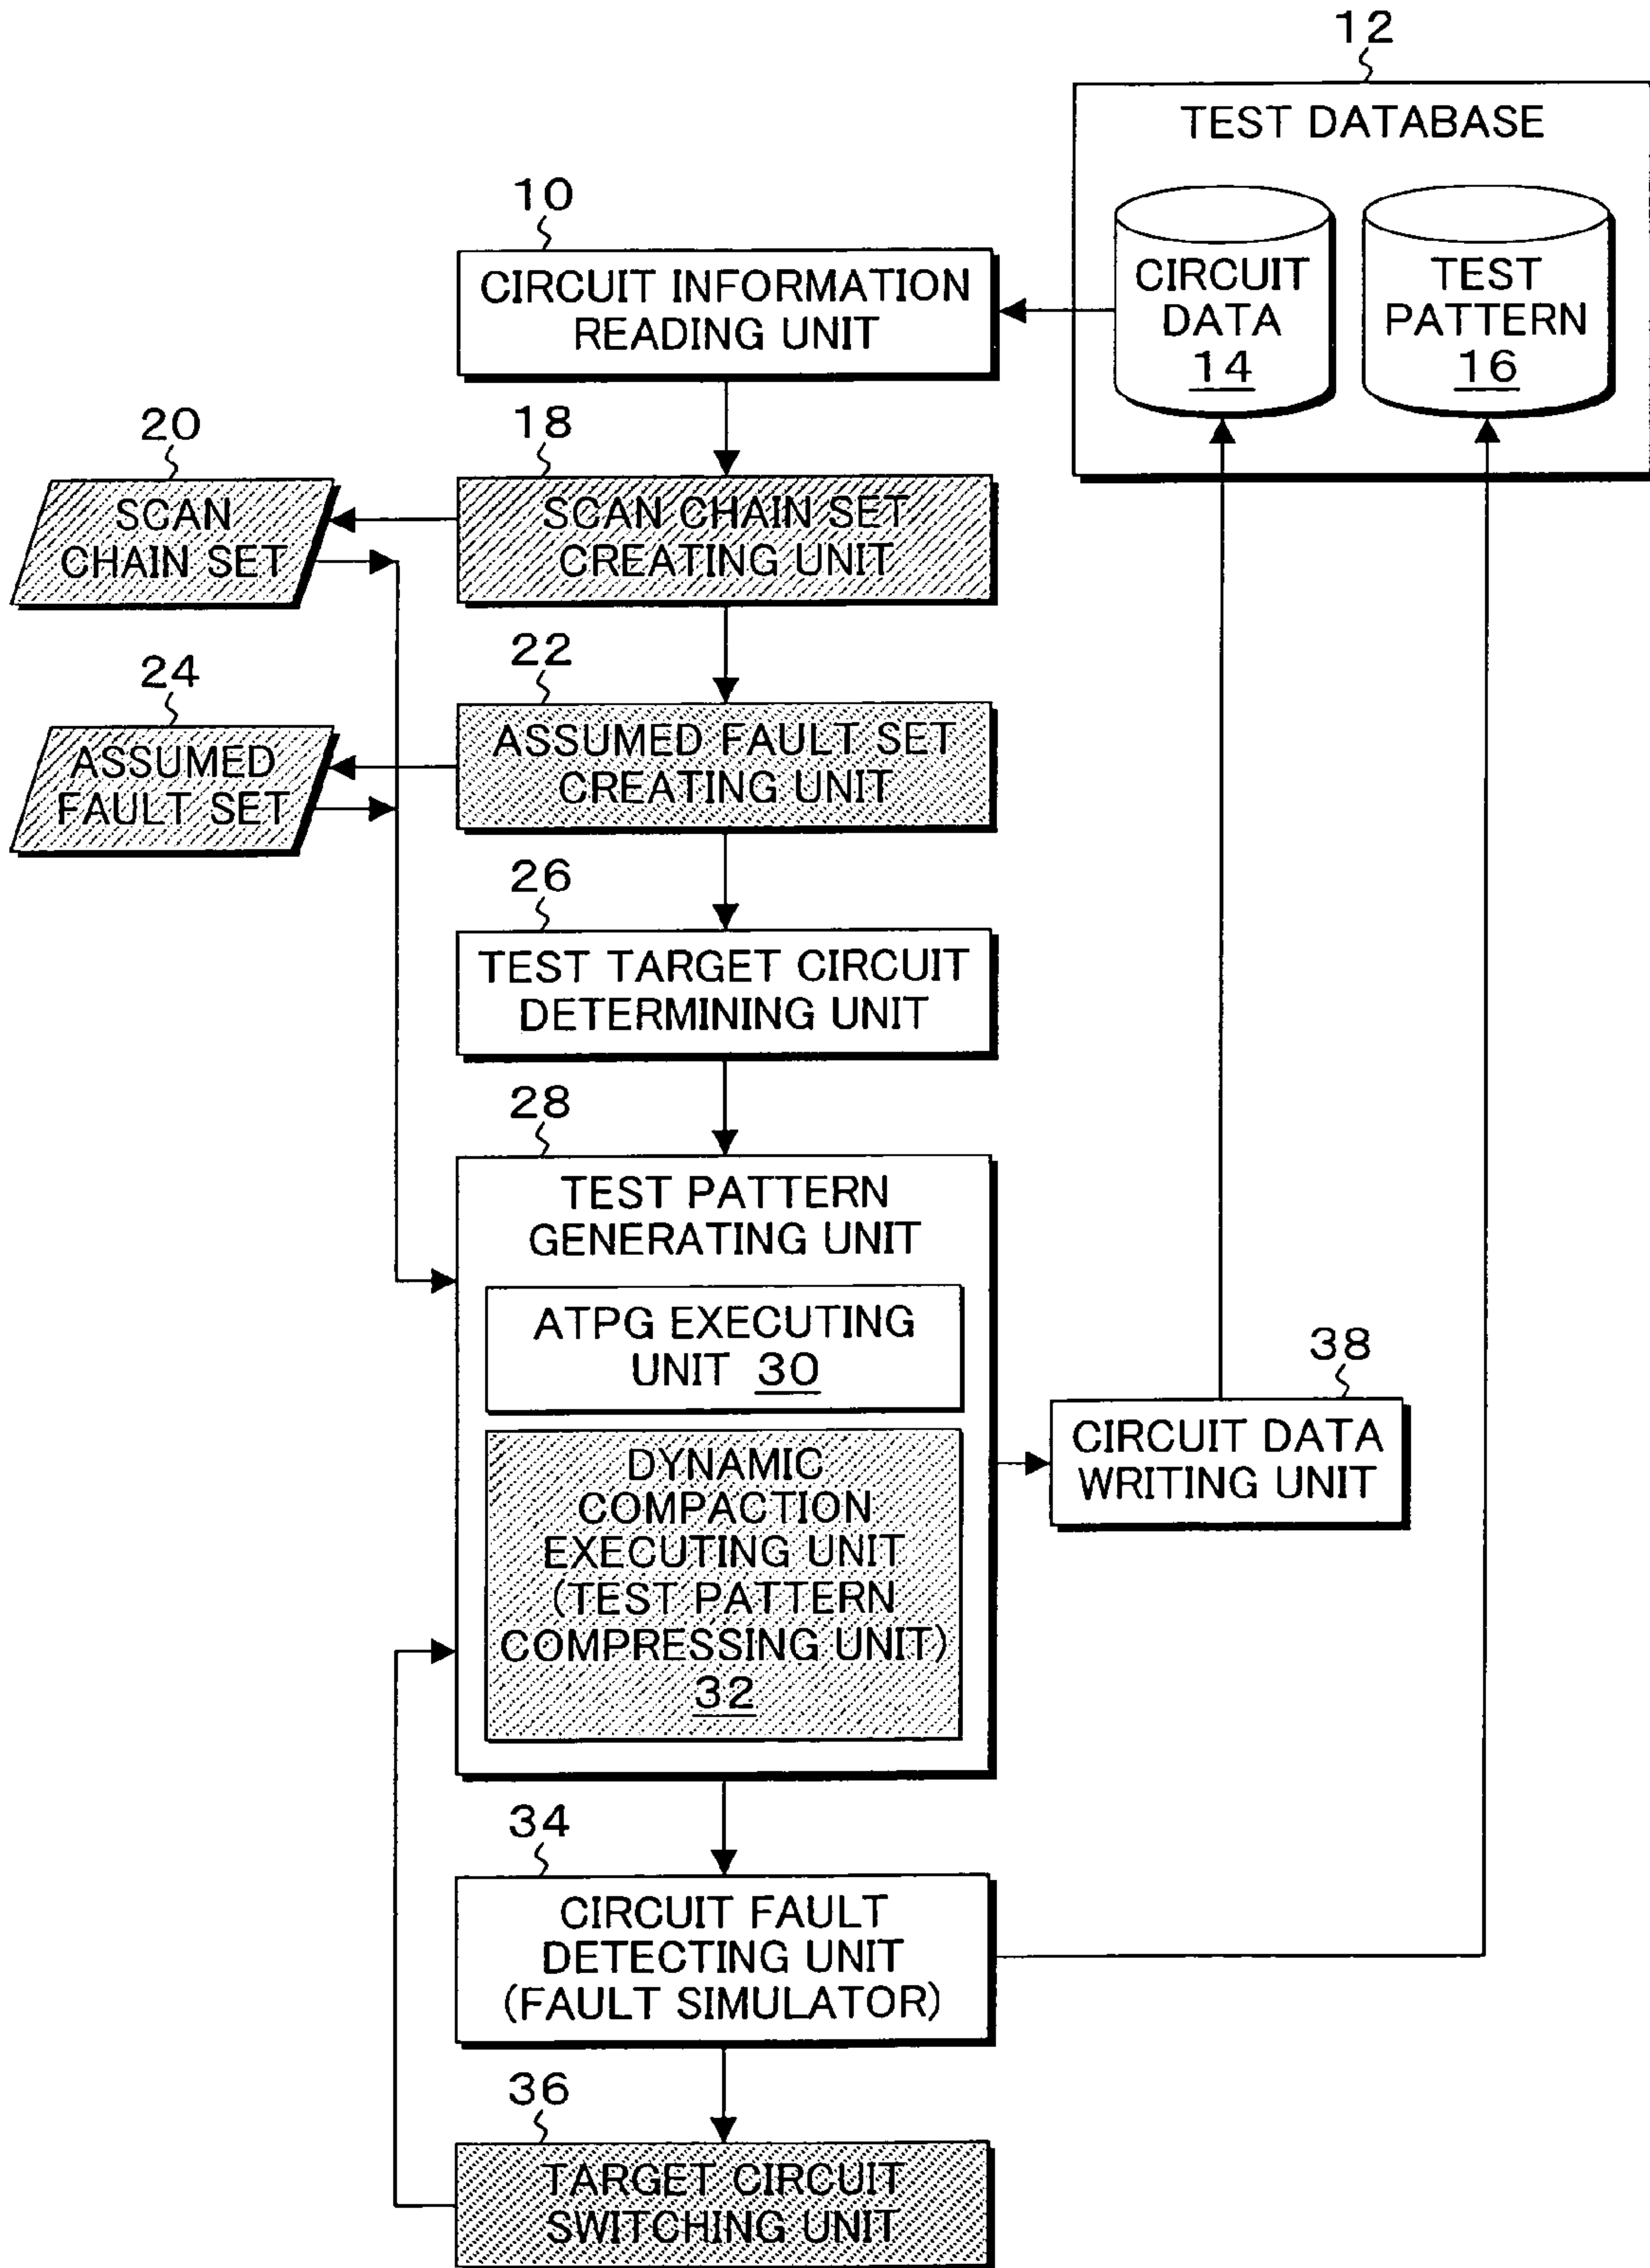 12
TEST DATABASE
10
CIRCUIT INFORMATION
READING UNIT
CIRCUIT
DATA
14
TEST
PATTERN
16
20
SCAN
CHAIN SET
18
SCAN CHAIN SET
CREATING UNIT
24
ASSUMED
FAULT SET
22
ASSUMED FAULT SET
CREATING UNIT
26
TEST TARGET CIRCUIT
DETERMINING UNIT
28
TEST PATTERN
GENERATING UNIT
ATPG EXECUTING
UNIT 30
DYNAMIC
COMPACTION
EXECUTING UNIT
(TEST PATTERN
COMPRESSING UNIT)
32
38
CIRCUIT DATA
WRITING UNIT
34
CIRCUIT FAULT
DETECTING UNIT
(FAULT SIMULATOR)
36
TARGET CIRCUIT
SWITCHING UNIT